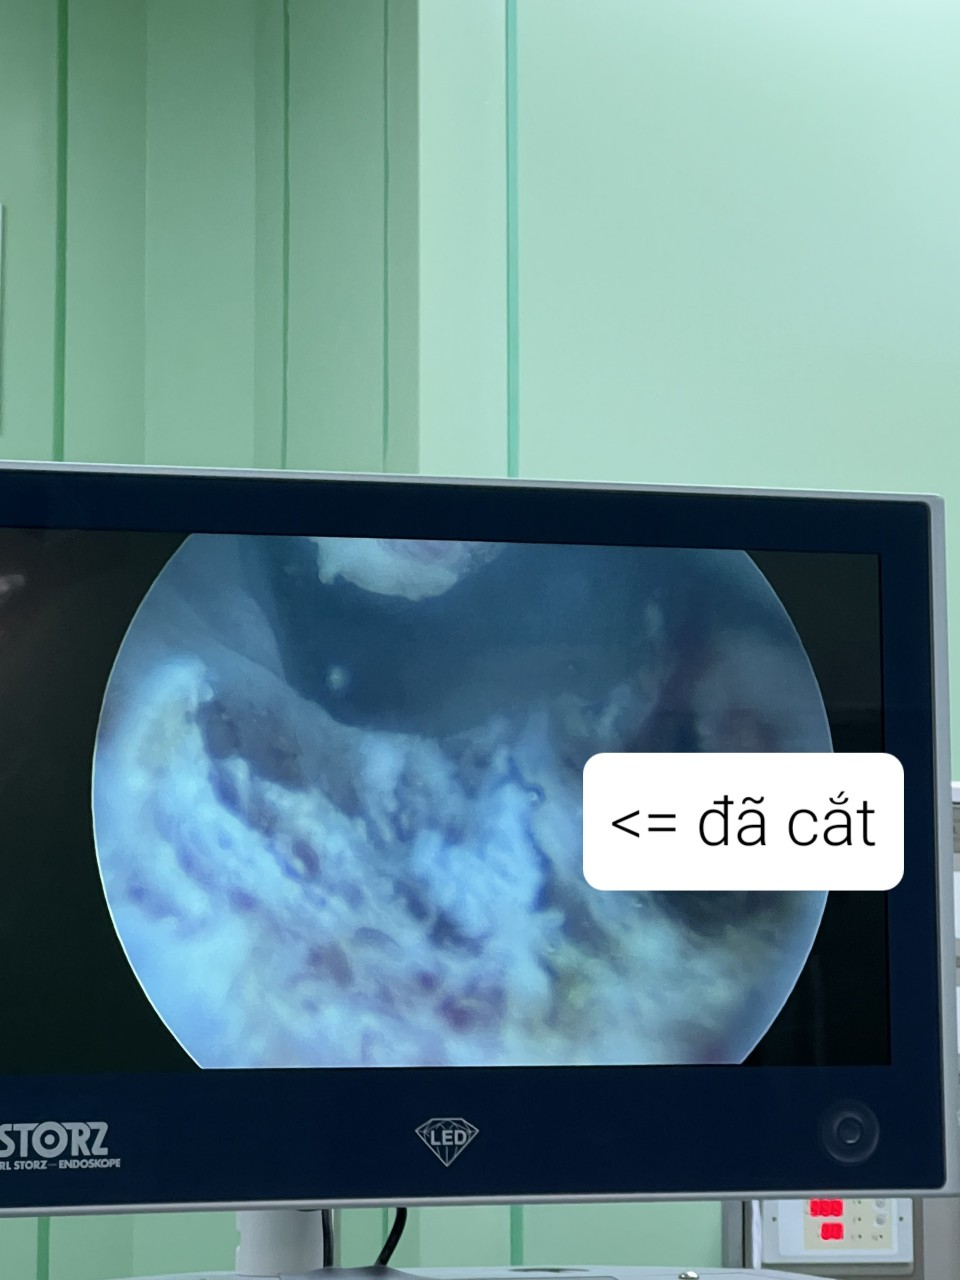 <= đã cắt
STORZ
RL STORZ — ENDOSKOPE
LED